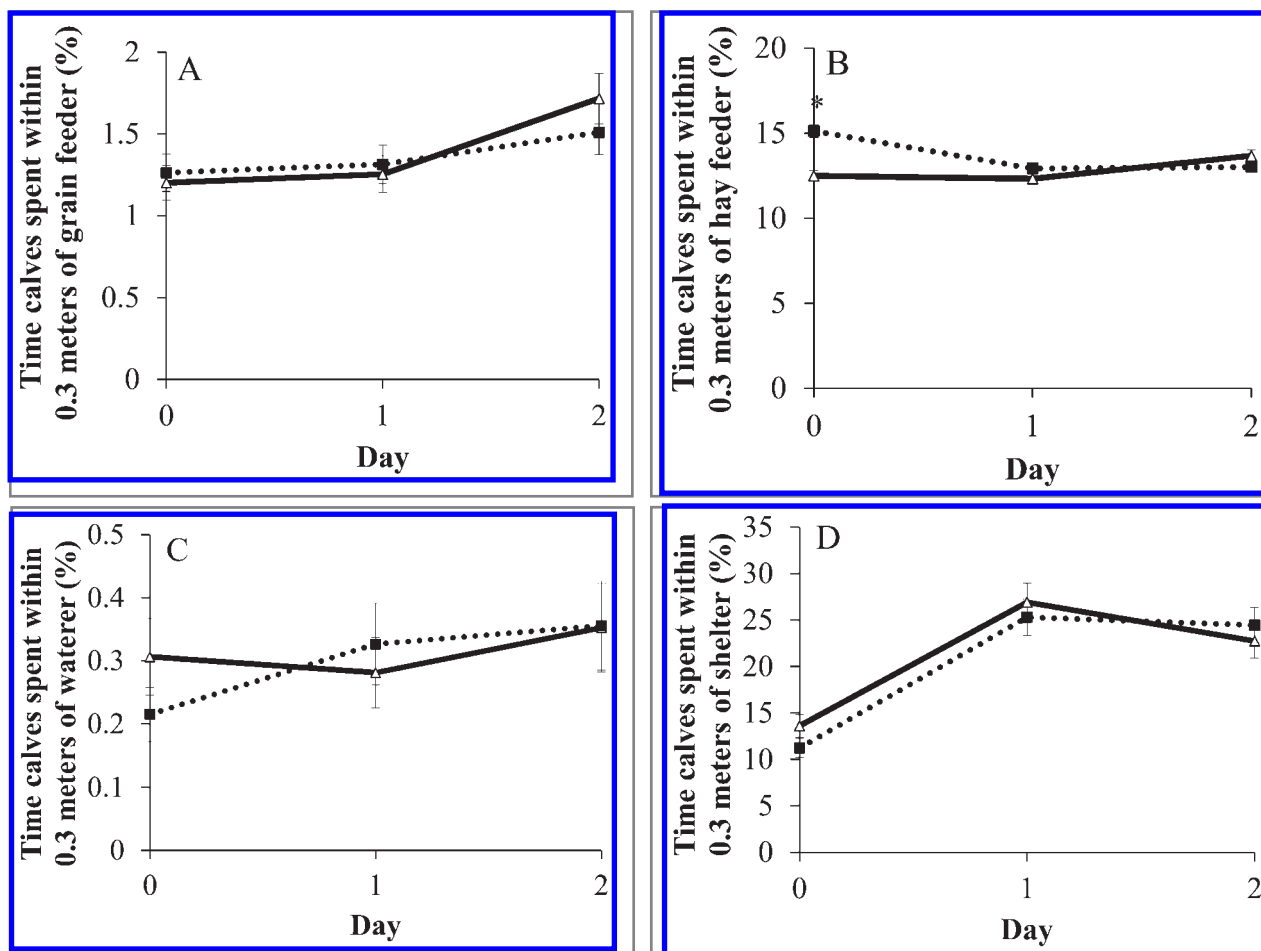 Time calves spent within
0.3 meters of grain feeder (%)
A
2
1.5
1
0.5
0
0
1
2
Day
Time calves spent within
0.3 meters of hay feeder (%)
B
*
20
15
10
5
0
0
1
2
Day
Time calves spent within
0.3 meters of waterer (%)
C
0.5
0.4
0.3
0.2
0.1
0
0
1
2
Day
Time calves spent within
0.3 meters of shelter (%)
D
35
30
25
20
15
10
5
0
0
1
2
Day